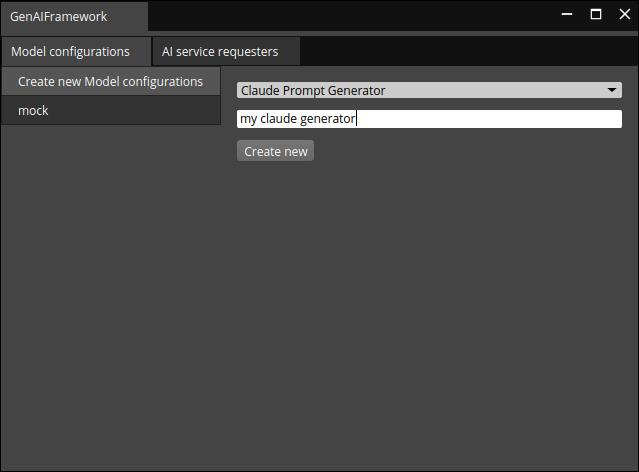 GenAIFramework
Model configurations
AI service requesters
Create new Model configurations
mock
Claude Prompt Generator
my claude generator
Create new